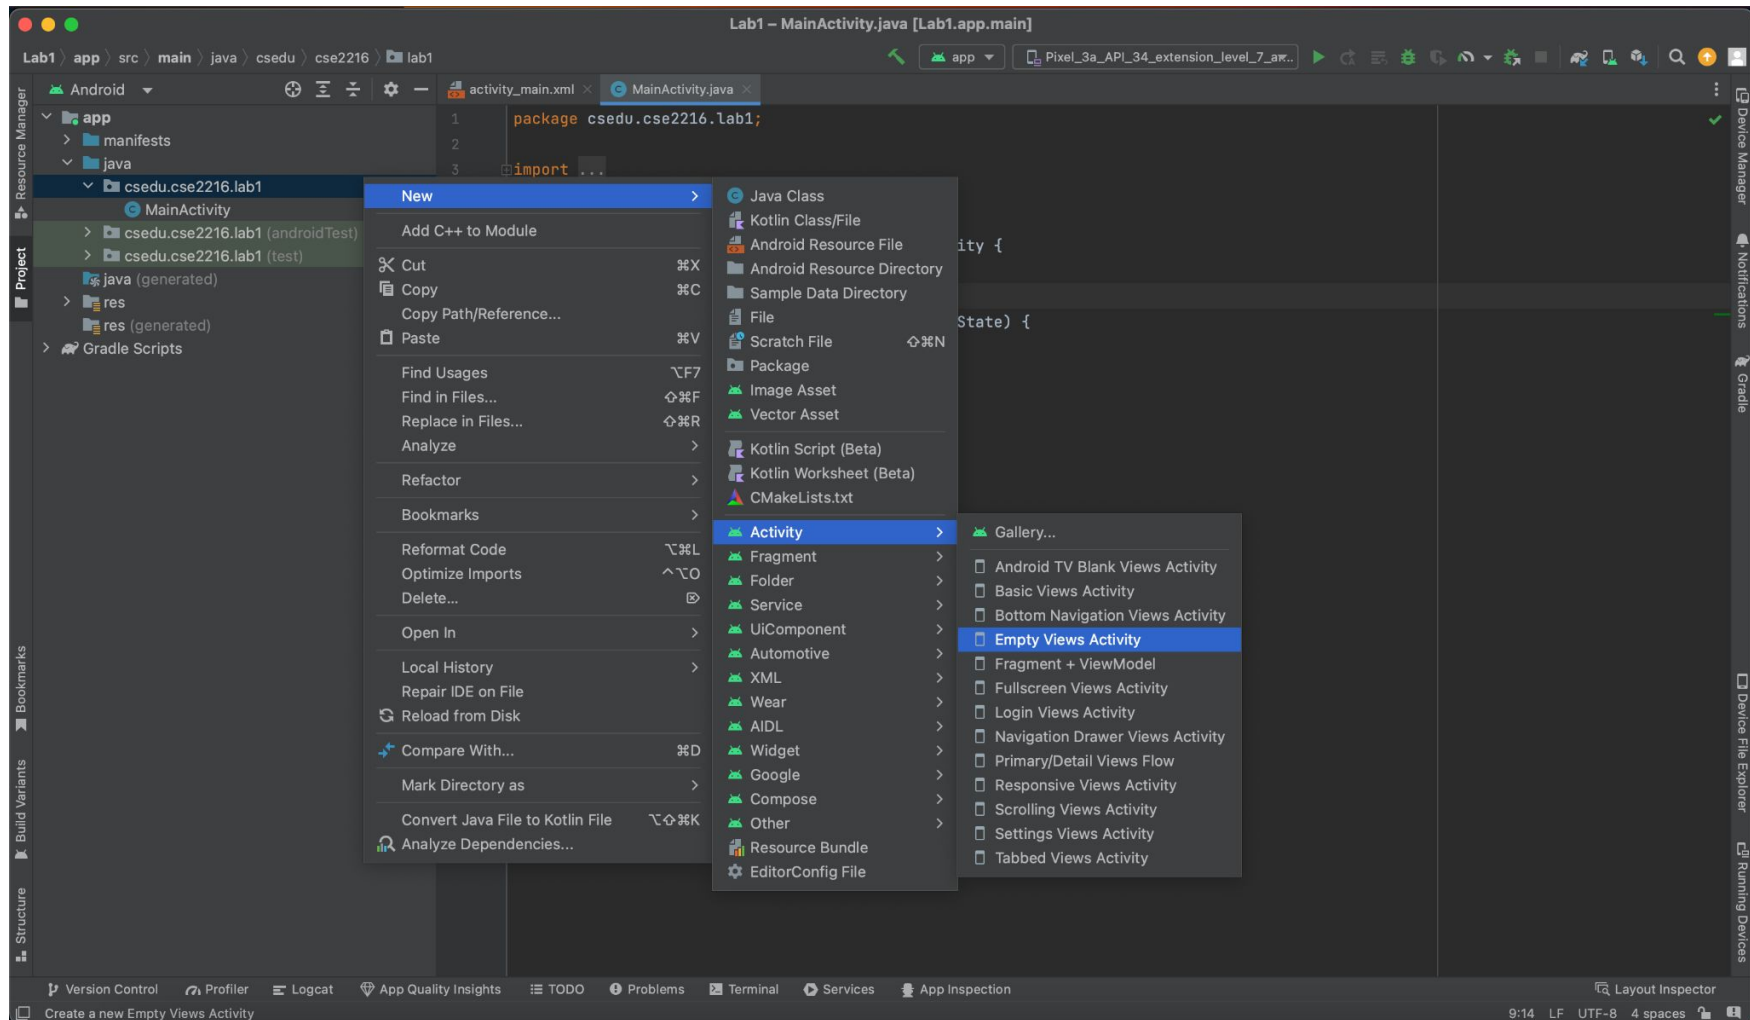 Lab1 – MainActivity.java [Lab1.app.main]
Lab1 app src main java csedu cse2216 lab1
app
Pixel_3a_API_34_extension_level_7_ar..
Resource Manager
Project
Bookmarks
Build Variants
Structure
Android
app
manifests
java
csedu.cse2216.lab1
MainActivity
csedu.cse2216.lab1 (androidTest)
csedu.cse2216.lab1 (test)
java (generated)
res
res (generated)
Gradle Scripts
activity_main.xml
MainActivity.java
1 package csedu.cse2216.lab1;
2
3 import ...
ity {
State) {
New
Add C++ to Module
Cut ⌘X
Copy ⌘C
Copy Path/Reference...
Paste ⌘V
Find Usages ⌥F7
Find in Files... ⇧⌘F
Replace in Files... ⇧⌘R
Analyze
Refactor
Bookmarks
Reformat Code ⌥⌘L
Optimize Imports ⌃⌥O
Delete... ⌦
Open In
Local History
Repair IDE on File
Reload from Disk
Compare With... ⌘D
Mark Directory as
Convert Java File to Kotlin File ⌥⇧⌘K
Analyze Dependencies...
Java Class
Kotlin Class/File
Android Resource File
Android Resource Directory
Sample Data Directory
File
Scratch File ⇧⌘N
Package
Image Asset
Vector Asset
Kotlin Script (Beta)
Kotlin Worksheet (Beta)
CMakeLists.txt
Activity
Fragment
Folder
Service
UiComponent
Automotive
XML
Wear
AIDL
Widget
Google
Compose
Other
Resource Bundle
EditorConfig File
Gallery...
Android TV Blank Views Activity
Basic Views Activity
Bottom Navigation Views Activity
Empty Views Activity
Fragment + ViewModel
Fullscreen Views Activity
Login Views Activity
Navigation Drawer Views Activity
Primary/Detail Views Flow
Responsive Views Activity
Scrolling Views Activity
Settings Views Activity
Tabbed Views Activity
Device Manager
Notifications
Gradle
Device File Explorer
Running Devices
Version Control
Profiler
Logcat
App Quality Insights
TODO
Problems
Terminal
Services
App Inspection
Layout Inspector
Create a new Empty Views Activity
9:14 LF UTF-8 4 spaces